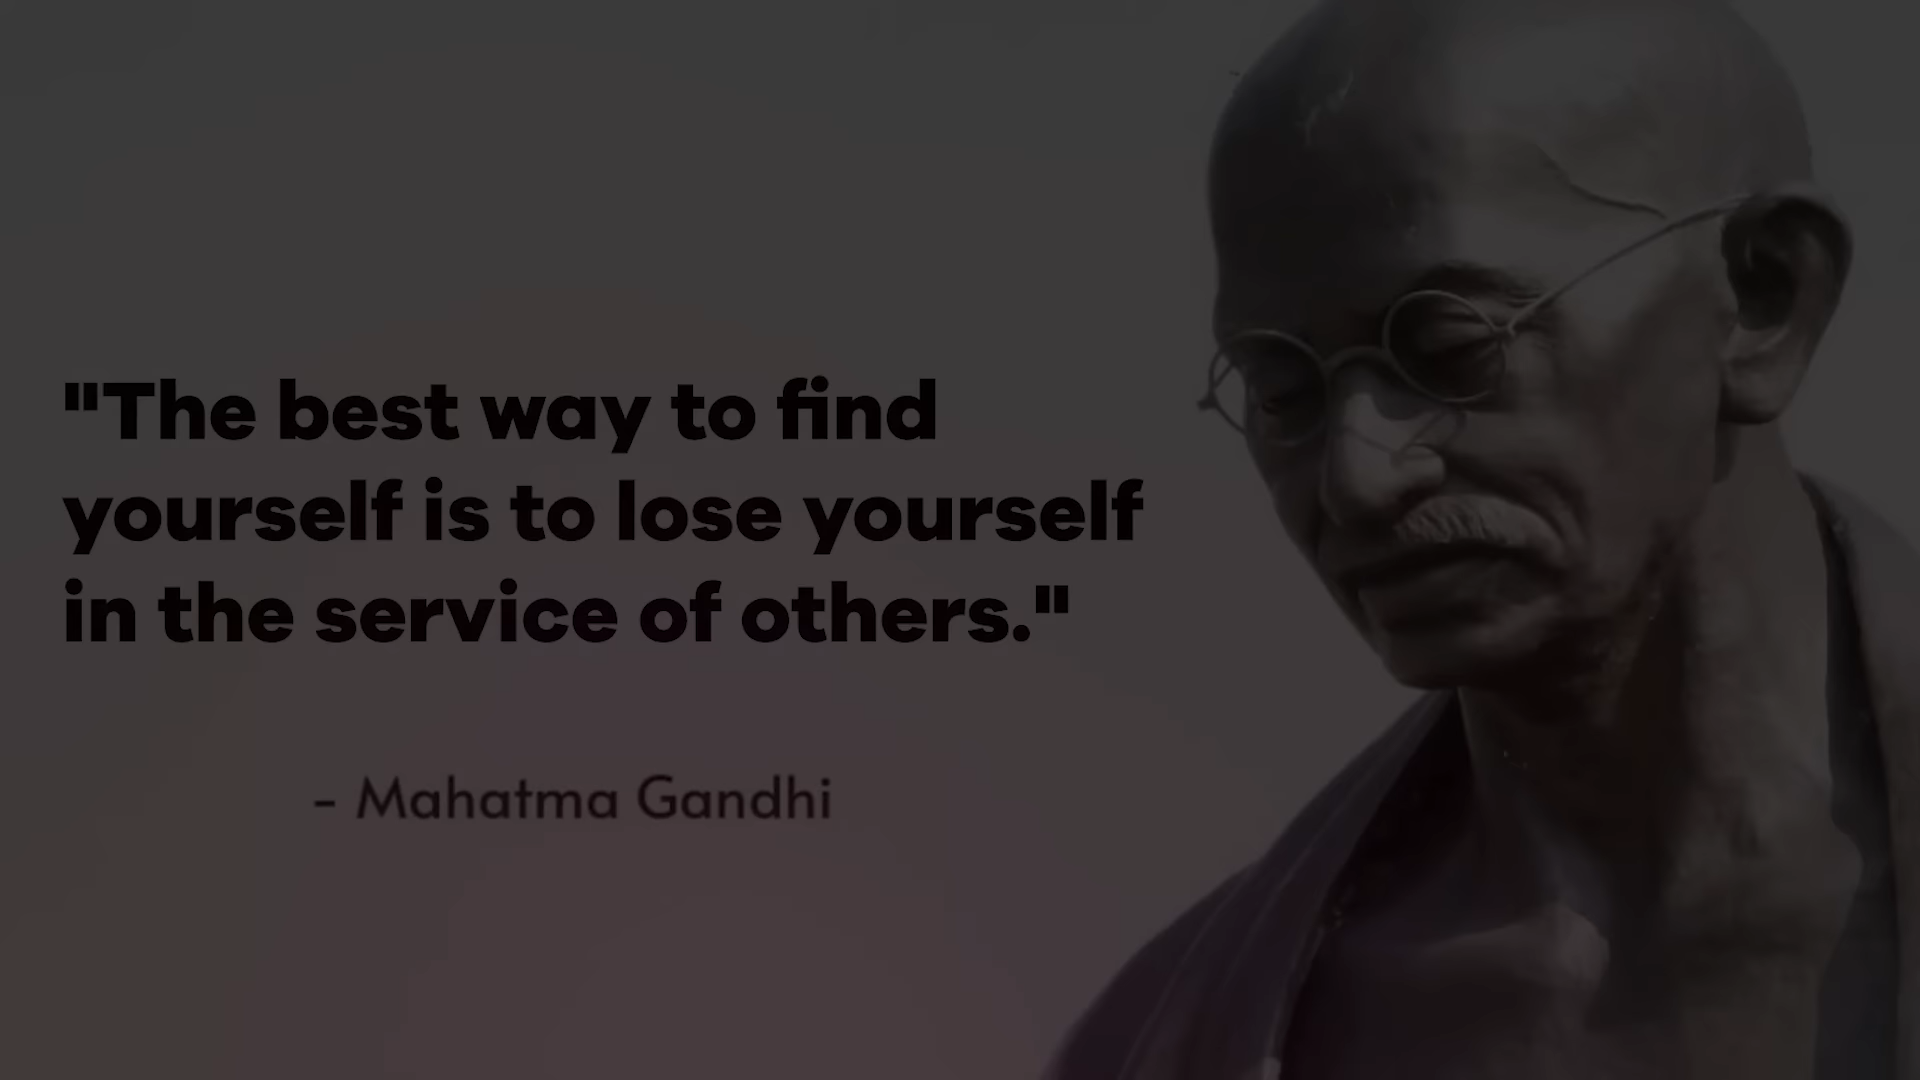 "The best way to find
yourself is to lose yourself
in the service of others."
- Mahatma Gandhi